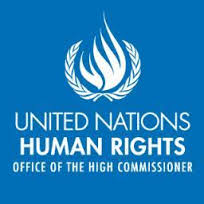 UNITED NATIONS
HUMAN RIGHTS
OFFICE OF THE HIGH COMMISSIONER